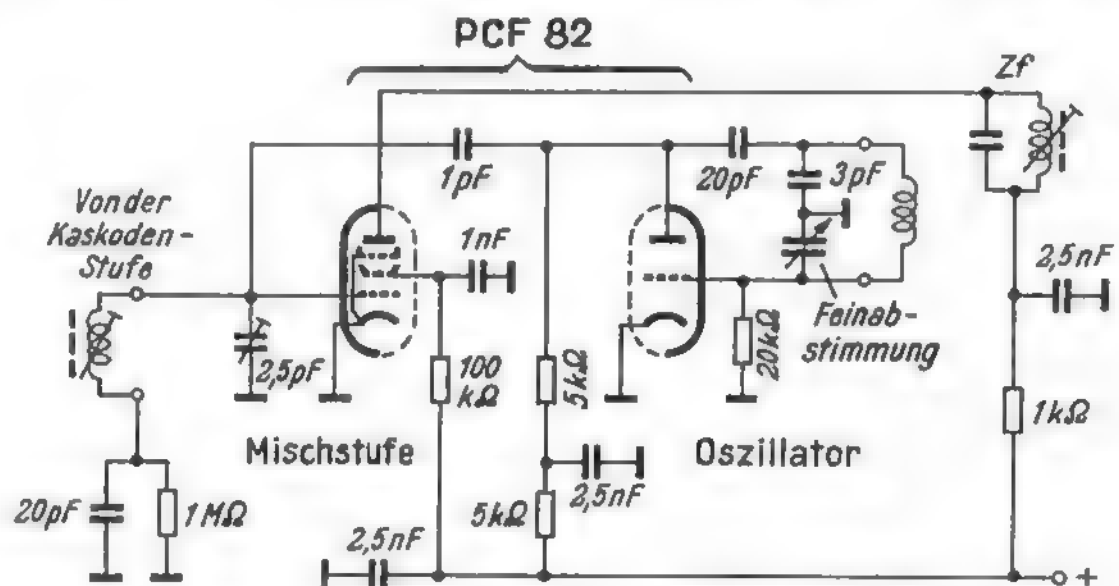 PCF 82
Zf
1pF
20pF
3pF
Von der
Kaskoden-
Stufe
1nF
2,5nF
Feinab-
stimmung
2,5pF
100
kΩ
5kΩ
20kΩ
1kΩ
Mischstufe
Oszillator
2,5nF
20pF
1MΩ
5kΩ
2,5nF
+